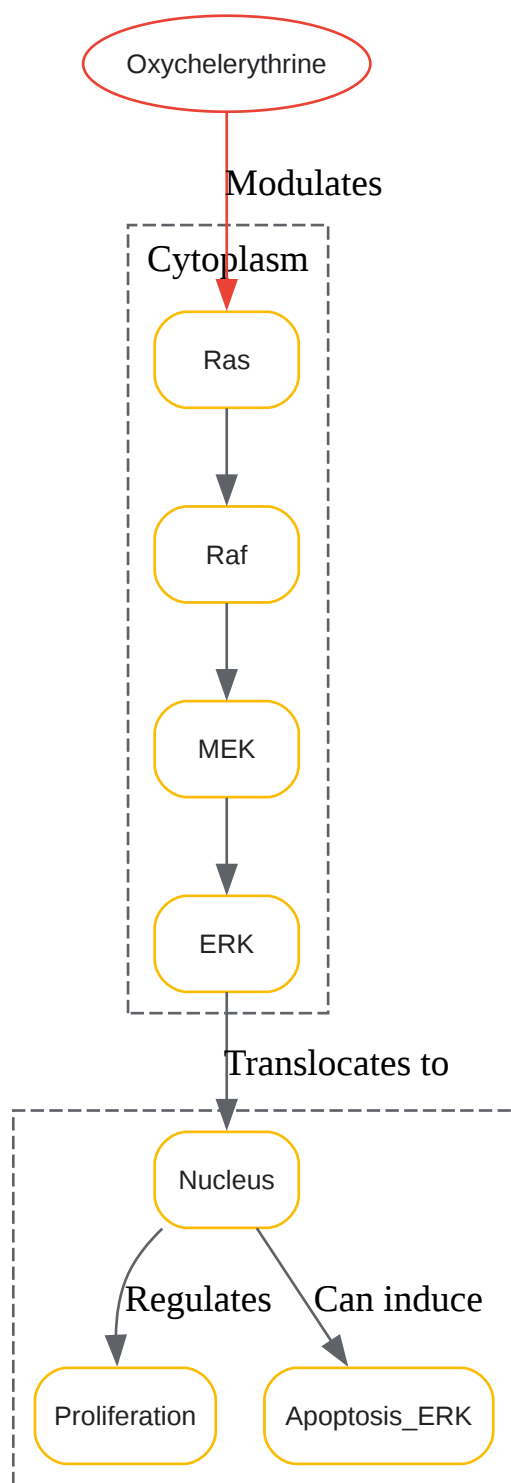 Oxychelerythrine
Modulates
Cytoplasm
Ras
Raf
MEK
ERK
Translocates to
Nucleus
Regulates
Can induce
Proliferation
Apoptosis_ERK